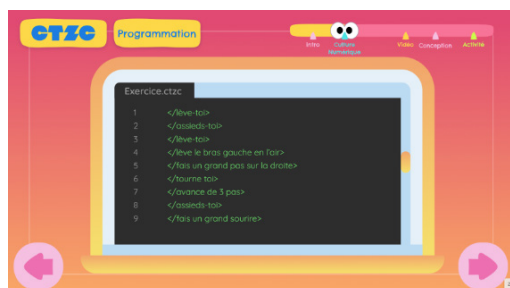 CTZC
Programmation
Intro
Culture
Numérique
Vidéo
Conception
Activité
Exercice.ctzc
1 </lève-toi>
2 </assieds-toi>
3 </lève-toi>
4 </lève le bras gauche en l'air>
5 </fais un grand pas sur la droite>
6 </tourne toi>
7 </avance de 3 pas>
8 </assieds-toi>
9 </fais un grand sourire>